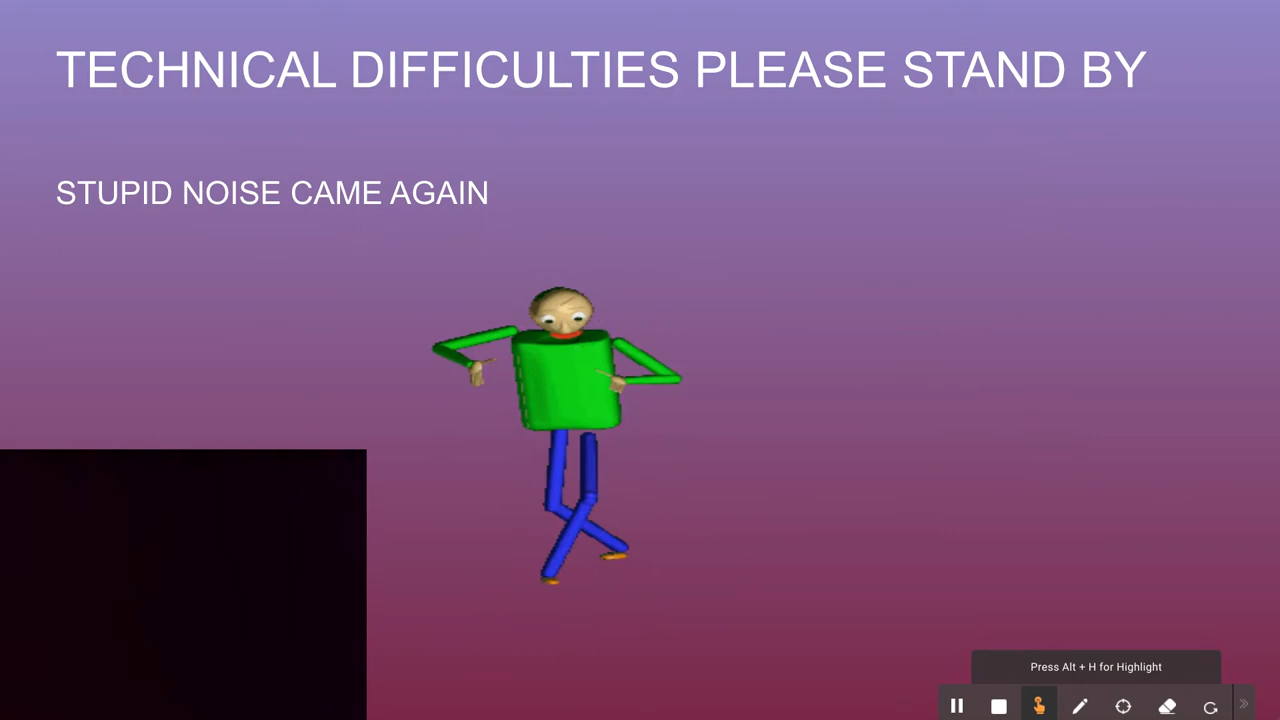 TECHNICAL DIFFICULTIES PLEASE STAND BY
STUPID NOISE CAME AGAIN
Press Alt + H for Highlight